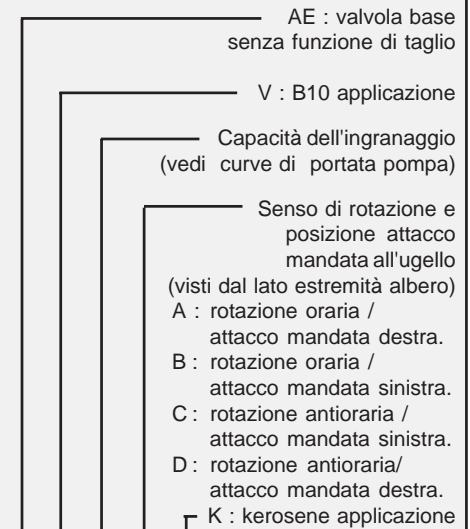 AE : valvola base
senza funzione di taglio
V : B10 applicazione
Capacità dell'ingranaggio
(vedi curve di portata pompa)
Senso di rotazione e
posizione attacco
mandata all'ugello
(visti dal lato estremità albero)
A : rotazione oraria /
attacco mandata destra.
B : rotazione oraria /
attacco mandata sinistra.
C : rotazione antioraria /
attacco mandata sinistra.
D : rotazione antioraria/
attacco mandata destra.
K : kerosene applicazione